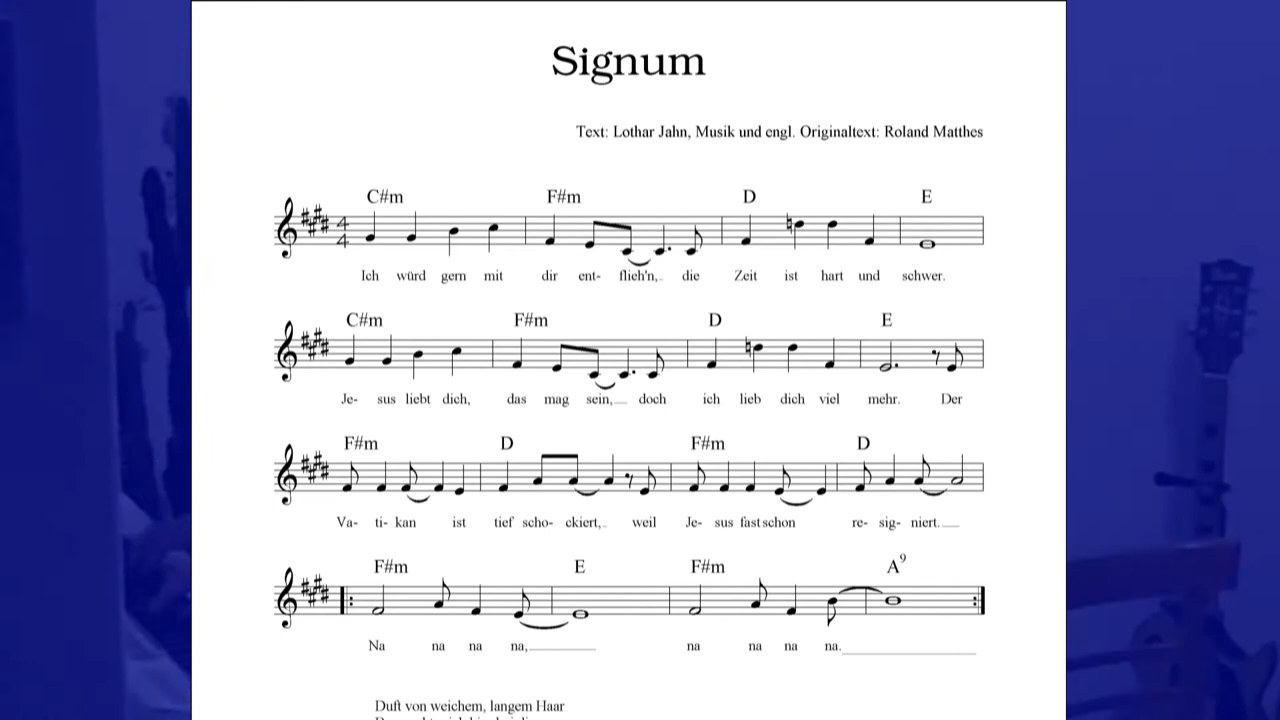 Signum
Text: Lothar Jahn, Musik und engl. Originaltext: Roland Matthes
C#m F#m D E
4
4
Ich würd gern mit dir ent- flieh'n, die Zeit ist hart und schwer.
C#m F#m D E
Je- sus liebt dich, das mag sein, doch ich lieb dich viel mehr. Der
F#m D F#m D
Va- ti- kan ist tief scho- ckiert, weil Je- sus fast schon re- sig- niert.
F#m E F#m A9
Na na na na, na na na na.
Duft von weichem, langem Haar